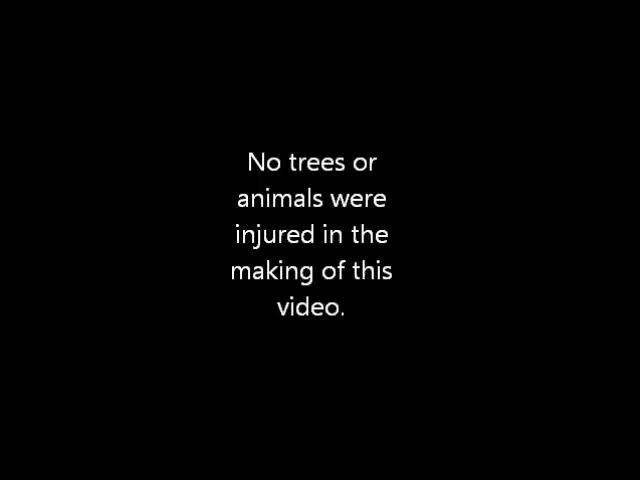 No trees or
animals were
injured in the
making of this
video.